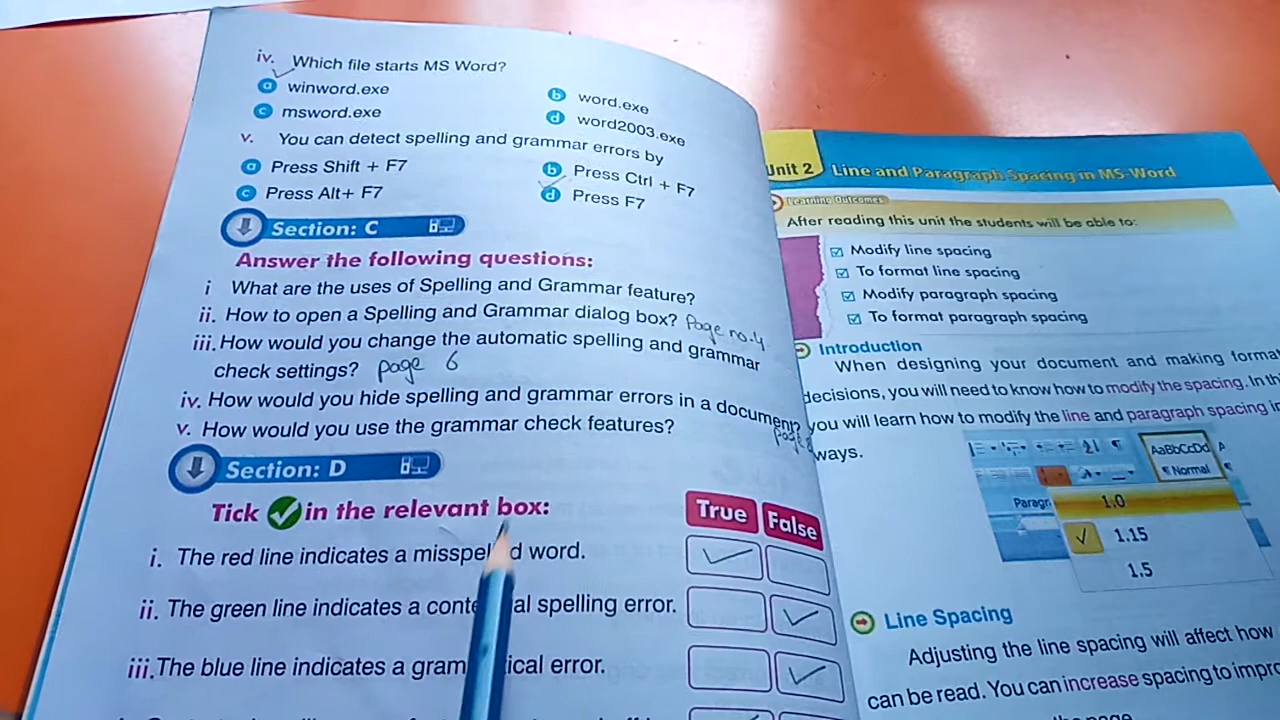 iv. Which file starts MS Word?
a winword.exe
b word.exe
c msword.exe
d word2003.exe
v. You can detect spelling and grammar errors by
a Press Shift + F7
b Press Ctrl + F7
c Press Alt+ F7
d Press F7
Section: C
Answer the following questions:
i What are the uses of Spelling and Grammar feature?
ii. How to open a Spelling and Grammar dialog box? Page no.4
iii. How would you change the automatic spelling and grammar
check settings? page 6
iv. How would you hide spelling and grammar errors in a document?
page
v. How would you use the grammar check features?
Section: D
Tick in the relevant box:
True False
i. The red line indicates a misspelled word.
ii. The green line indicates a contextual spelling error.
iii. The blue line indicates a grammatical error.
Unit 2 Line and Paragraph Spacing in MS-Word
Learning Outcomes
After reading this unit the students will be able to:
Modify line spacing
To format line spacing
Modify paragraph spacing
To format paragraph spacing
Introduction
When designing your document and making format
decisions, you will need to know how to modify the spacing. In th
you will learn how to modify the line and paragraph spacing in
ways.
AaBbCcDd
¶ Normal
Paragr
1.0
1.15
1.5
Line Spacing
Adjusting the line spacing will affect how
can be read. You can increase spacing to impro
the page